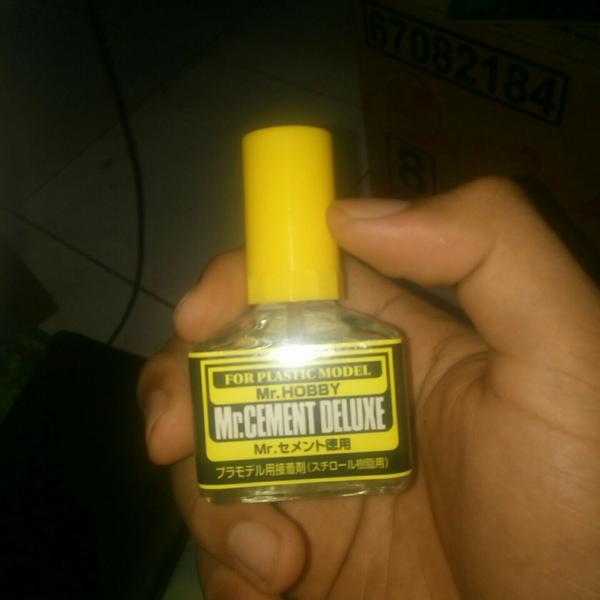 67082184
8
FOR PLASTIC MODEL
Mr.HOBBY
Mr.CEMENT DELUXE
Mr.セメント徳用
プラモデル用接着剤(スチロール樹脂用)